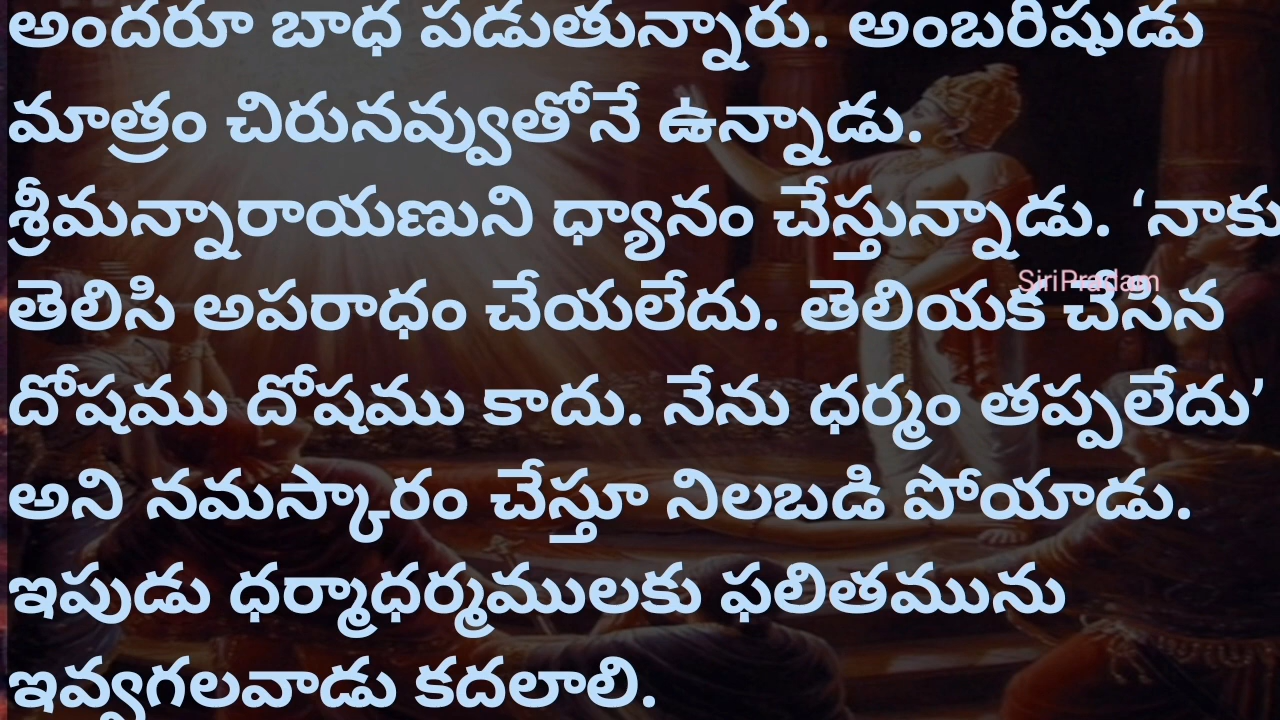 అందరూ బాధ పడుతున్నారు. అంబరీషుడు
మాత్రం చిరునవ్వుతోనే ఉన్నాడు.
శ్రీమన్నారాయణుని ధ్యానం చేస్తున్నాడు. ‘నాకు
SiriPradam
తెలిసి అపరాధం చేయలేదు. తెలియక చేసిన
దోషము దోషము కాదు. నేను ధర్మం తప్పలేదు’
అని నమస్కారం చేస్తూ నిలబడి పోయాడు.
ఇపుడు ధర్మాధర్మములకు ఫలితమును
ఇవ్వగలవాడు కదలాలి.